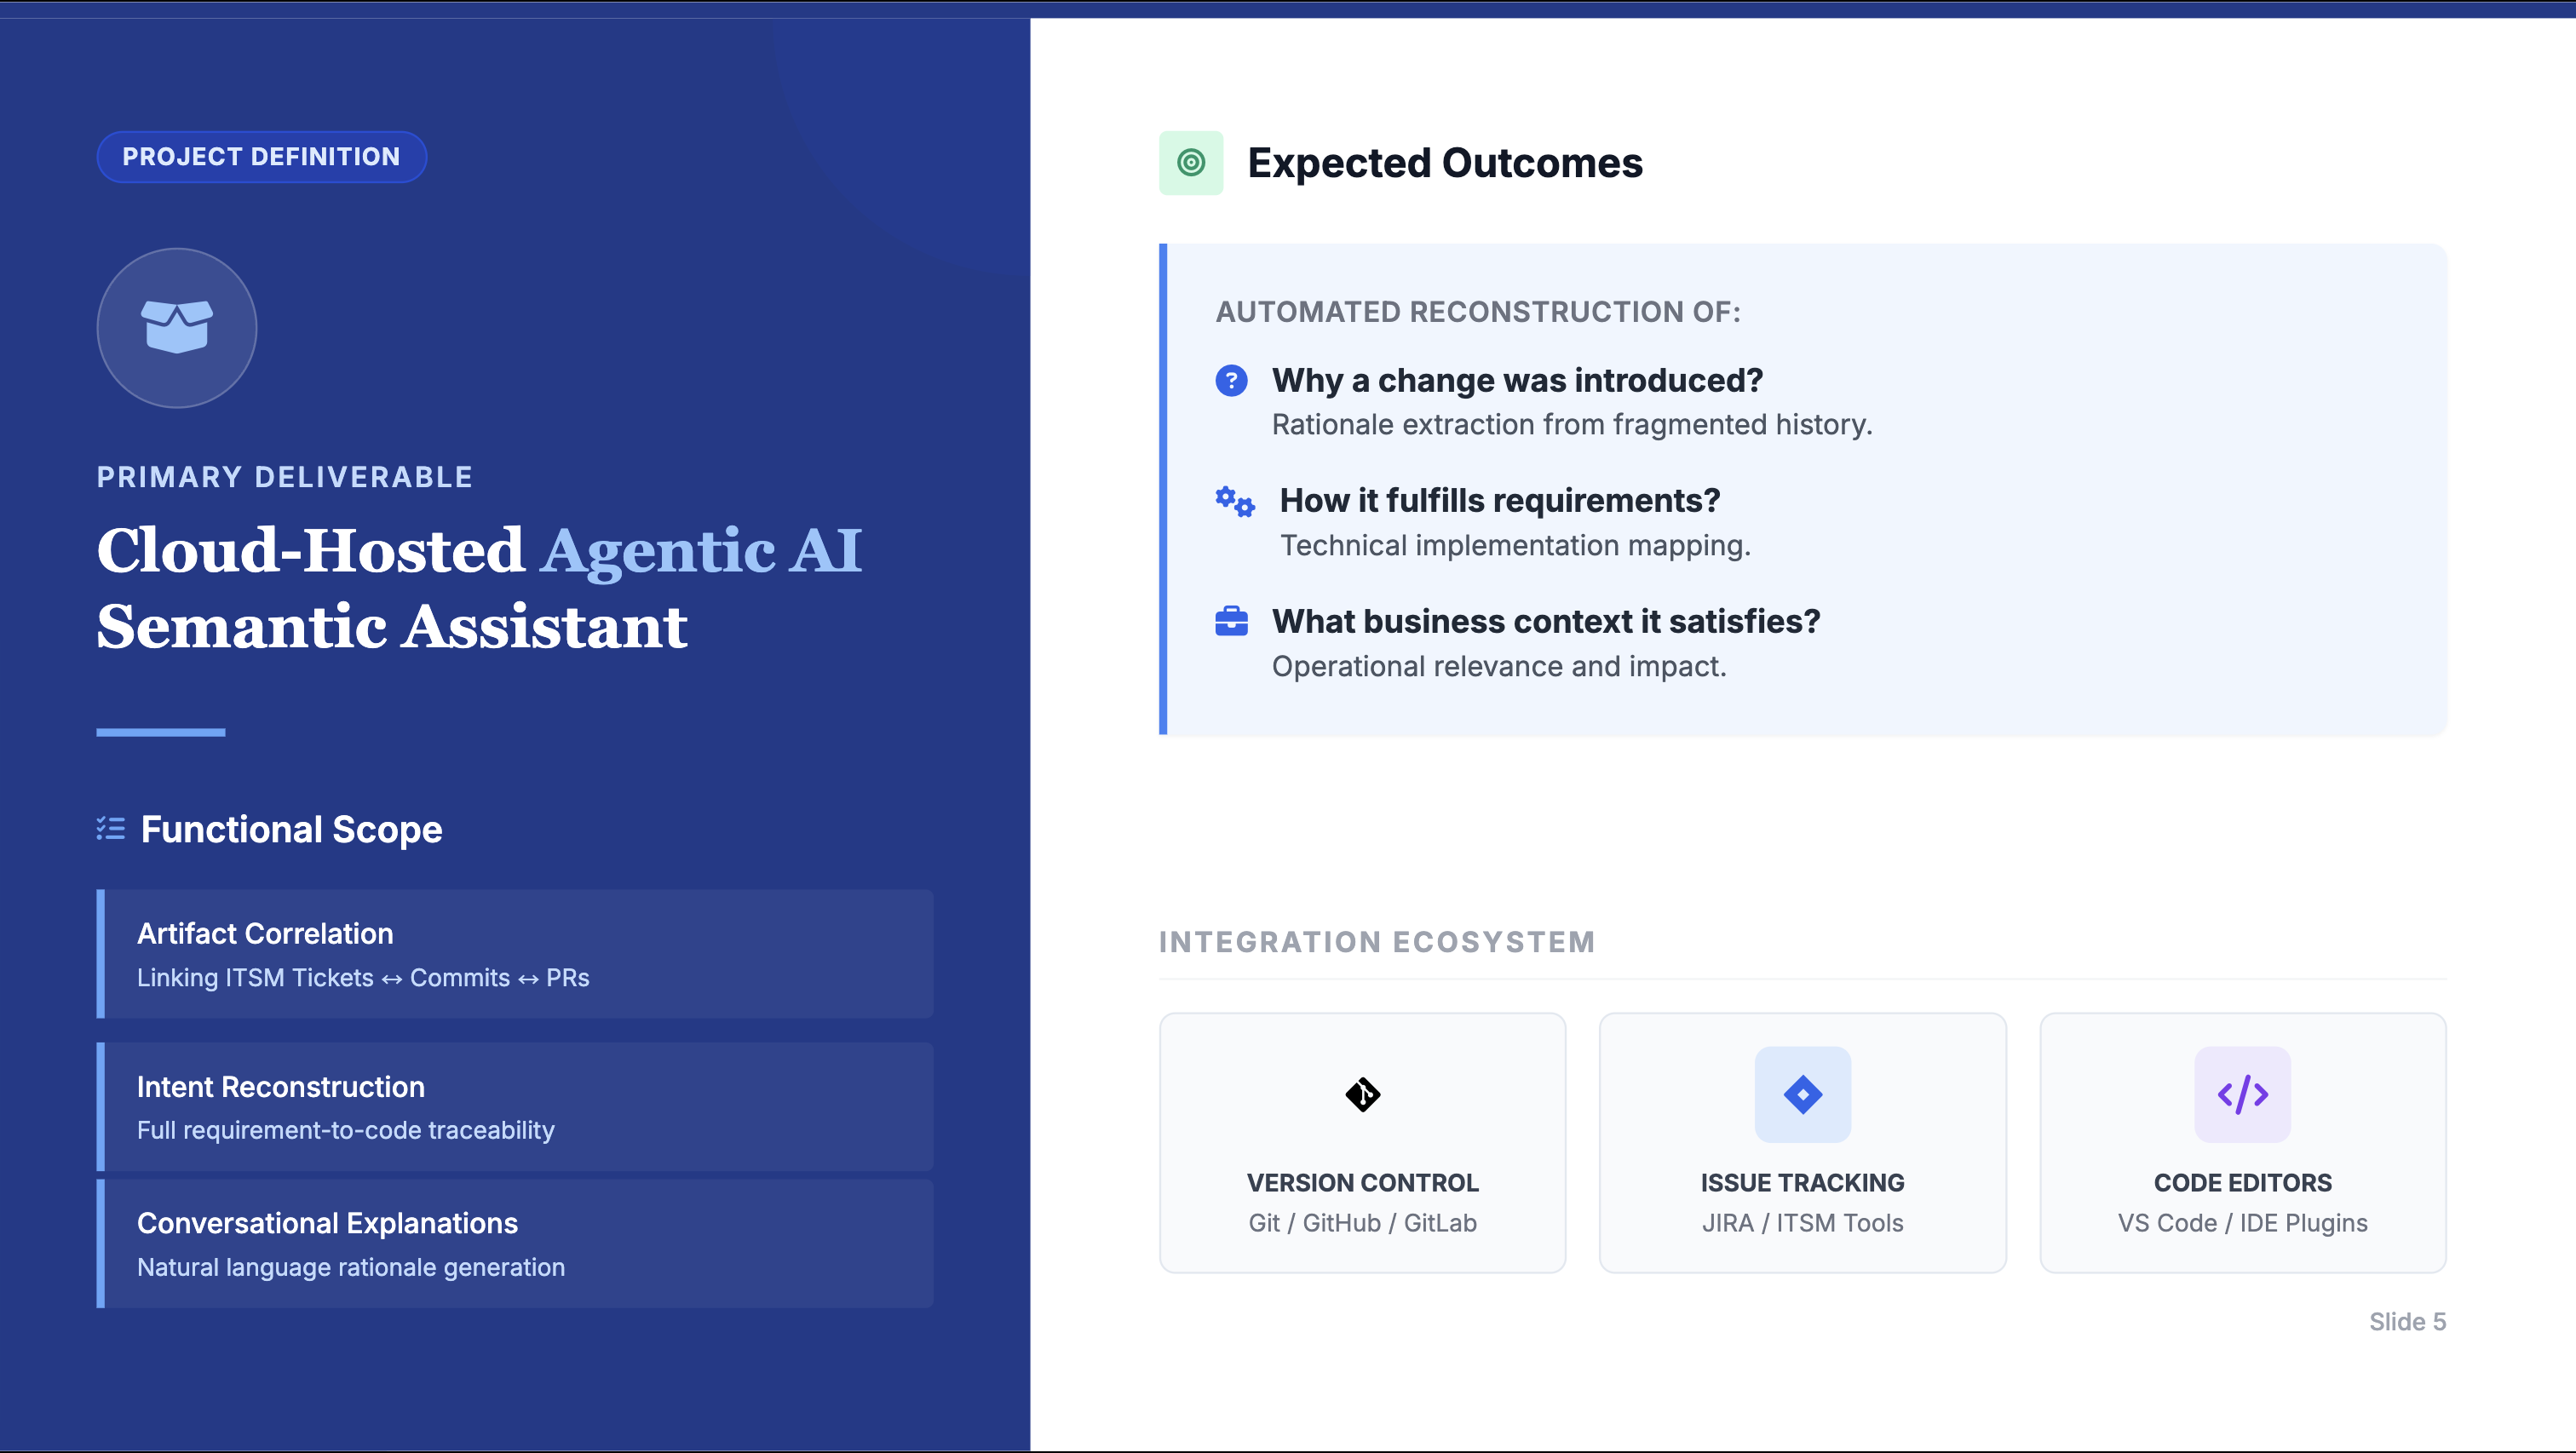 PROJECT DEFINITION
PRIMARY DELIVERABLE
Cloud-Hosted Agentic AI
Semantic Assistant
Functional Scope
Artifact Correlation
Linking ITSM Tickets ↔ Commits ↔ PRs
Intent Reconstruction
Full requirement-to-code traceability
Conversational Explanations
Natural language rationale generation
Expected Outcomes
AUTOMATED RECONSTRUCTION OF:
Why a change was introduced?
Rationale extraction from fragmented history.
How it fulfills requirements?
Technical implementation mapping.
What business context it satisfies?
Operational relevance and impact.
INTEGRATION ECOSYSTEM
VERSION CONTROL
Git / GitHub / GitLab
ISSUE TRACKING
JIRA / ITSM Tools
CODE EDITORS
VS Code / IDE Plugins
Slide 5